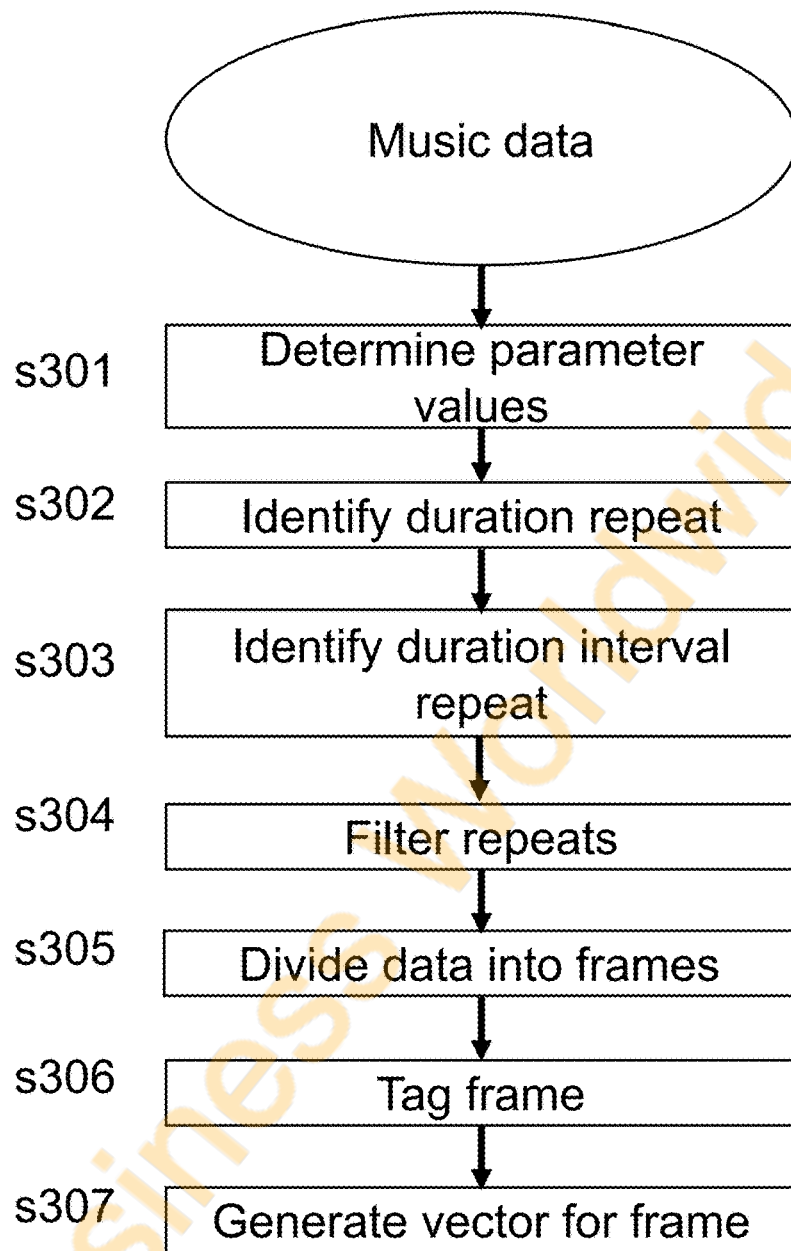 Music data
s301
Determine parameter
values
s302
Identify duration repeat
s303
Identify duration interval
repeat
s304
Filter repeats
s305
Divide data into frames
s306
Tag frame
s307
Generate vector for frame